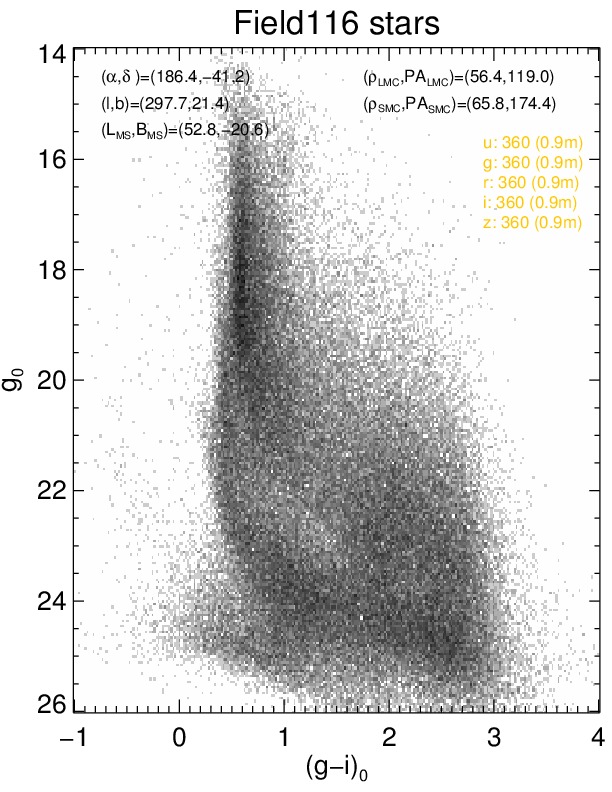 Field116 stars
(α,δ )=(186.4,−41.2)
(l,b)=(297.7,21.4)
(L_MS,B_MS)=(52.8,−20.6)
(ρ_LMC,PA_LMC)=(56.4,119.0)
(ρ_SMC,PA_SMC)=(65.8,174.4)
u: 360 (0.9m)
g: 360 (0.9m)
r: 360 (0.9m)
i: 360 (0.9m)
z: 360 (0.9m)
14
16
18
20
22
24
26
g₀
−1 0 1 2 3 4
(g−i)₀